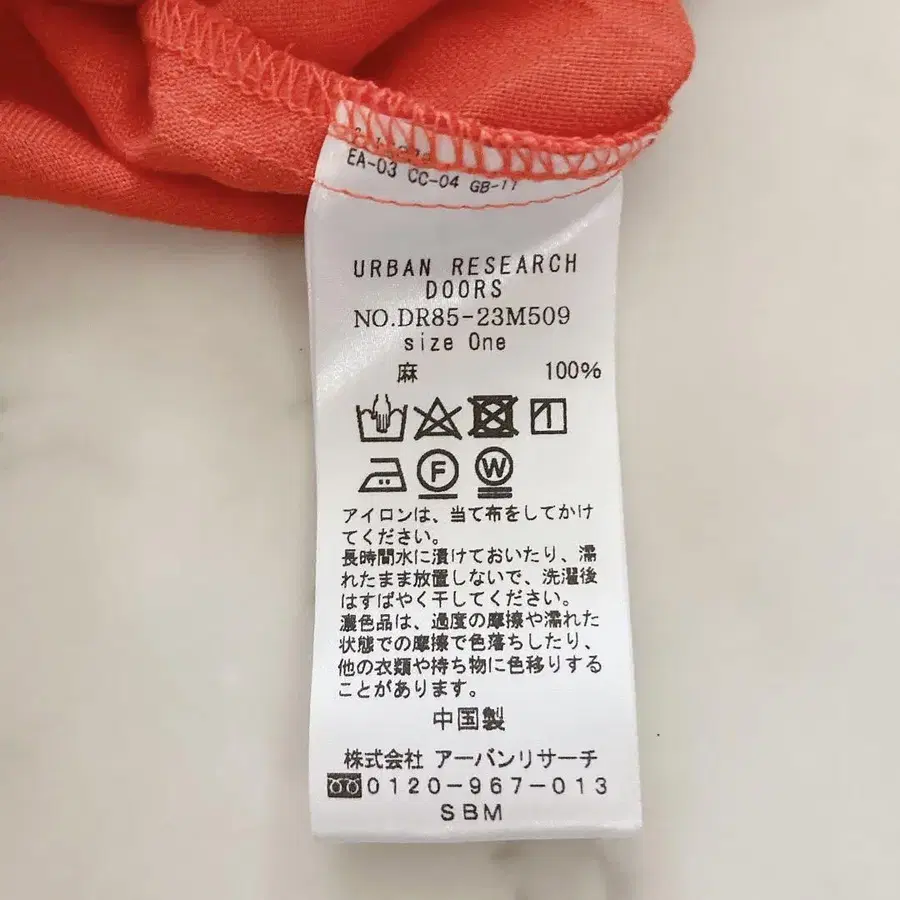 EA-03 CC-04 GB-11
URBAN RESEARCH
DOORS
NO.DR85-23M509
size One
麻 100%
F W
アイロンは、当て布をしてかけ
てください。
長時間水に漬けておいたり、濡
れたまま放置しないで、洗濯後
はすばやく干してください。
濃色品は、過度の摩擦や濡れた
状態での摩擦で色落ちしたり、
他の衣類や持ち物に色移りする
ことがあります。
中国製
株式会社 アーバンリサーチ
0120-967-013
SBM